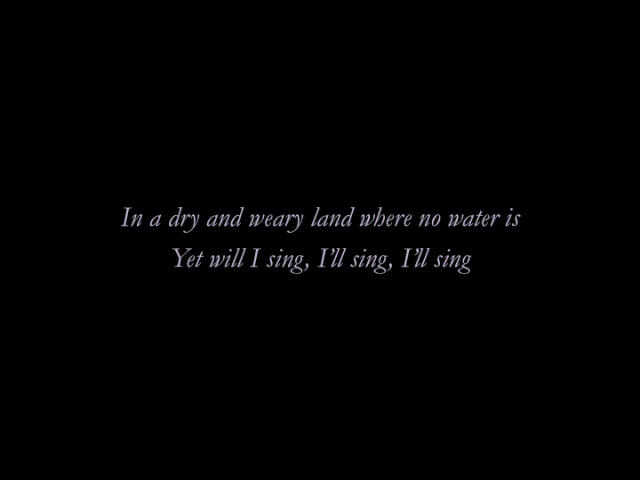 In a dry and weary land where no water is
Yet will I sing, I’ll sing, I’ll sing